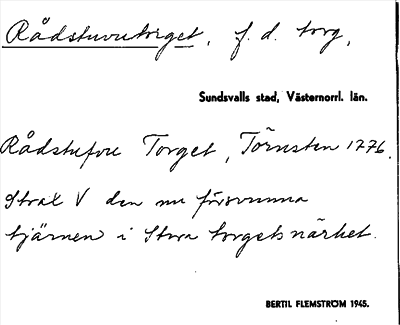 Rådstuvutorget, f. d. torg,
Sundsvalls stad, Västernorrl. län.
Rådstufvu Torget, Törnsten 1776.
Strax V den nu försvunna
tjärnen i Stora torgets närhet.
BERTIL FLEMSTRÖM 1945.